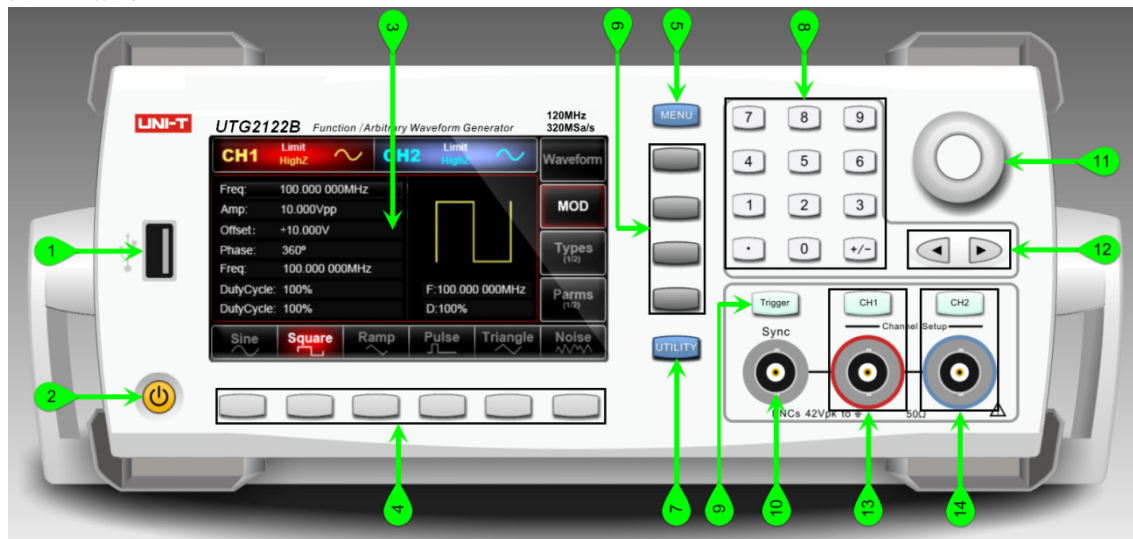 6
5
8
3
UNI-T
UTG2122B Function / Arbitrary Waveform Generator
120MHz
320MSa/s
MENU
7 8 9
4 5 6
1 2 3
· 0 +/−
11
12
1
2
CH1 Limit
HighZ
CH2 Limit
HighZ
Waveform
MOD
Types
(1/2)
Parms
(1/2)
Freq: 100.000 000MHz
Amp: 10.000Vpp
Offset: +10.000V
Phase: 360°
Freq: 100.000 000MHz
DutyCycle: 100%
DutyCycle: 100%
F:100.000 000MHz
D:100%
Sine Square Ramp Pulse Triangle Noise
UTILITY
Trigger
CH1
CH2
Sync
Channel Setup
BNCs 42Vpk to
50Ω
4
7
9
10
13
14